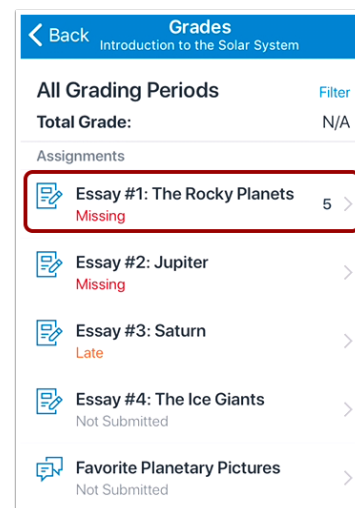 Back
Grades
Introduction to the Solar System
All Grading Periods
Filter
Total Grade:
N/A
Assignments
Essay #1: The Rocky Planets
5
Missing
Essay #2: Jupiter
Missing
Essay #3: Saturn
Late
Essay #4: The Ice Giants
Not Submitted
Favorite Planetary Pictures
Not Submitted